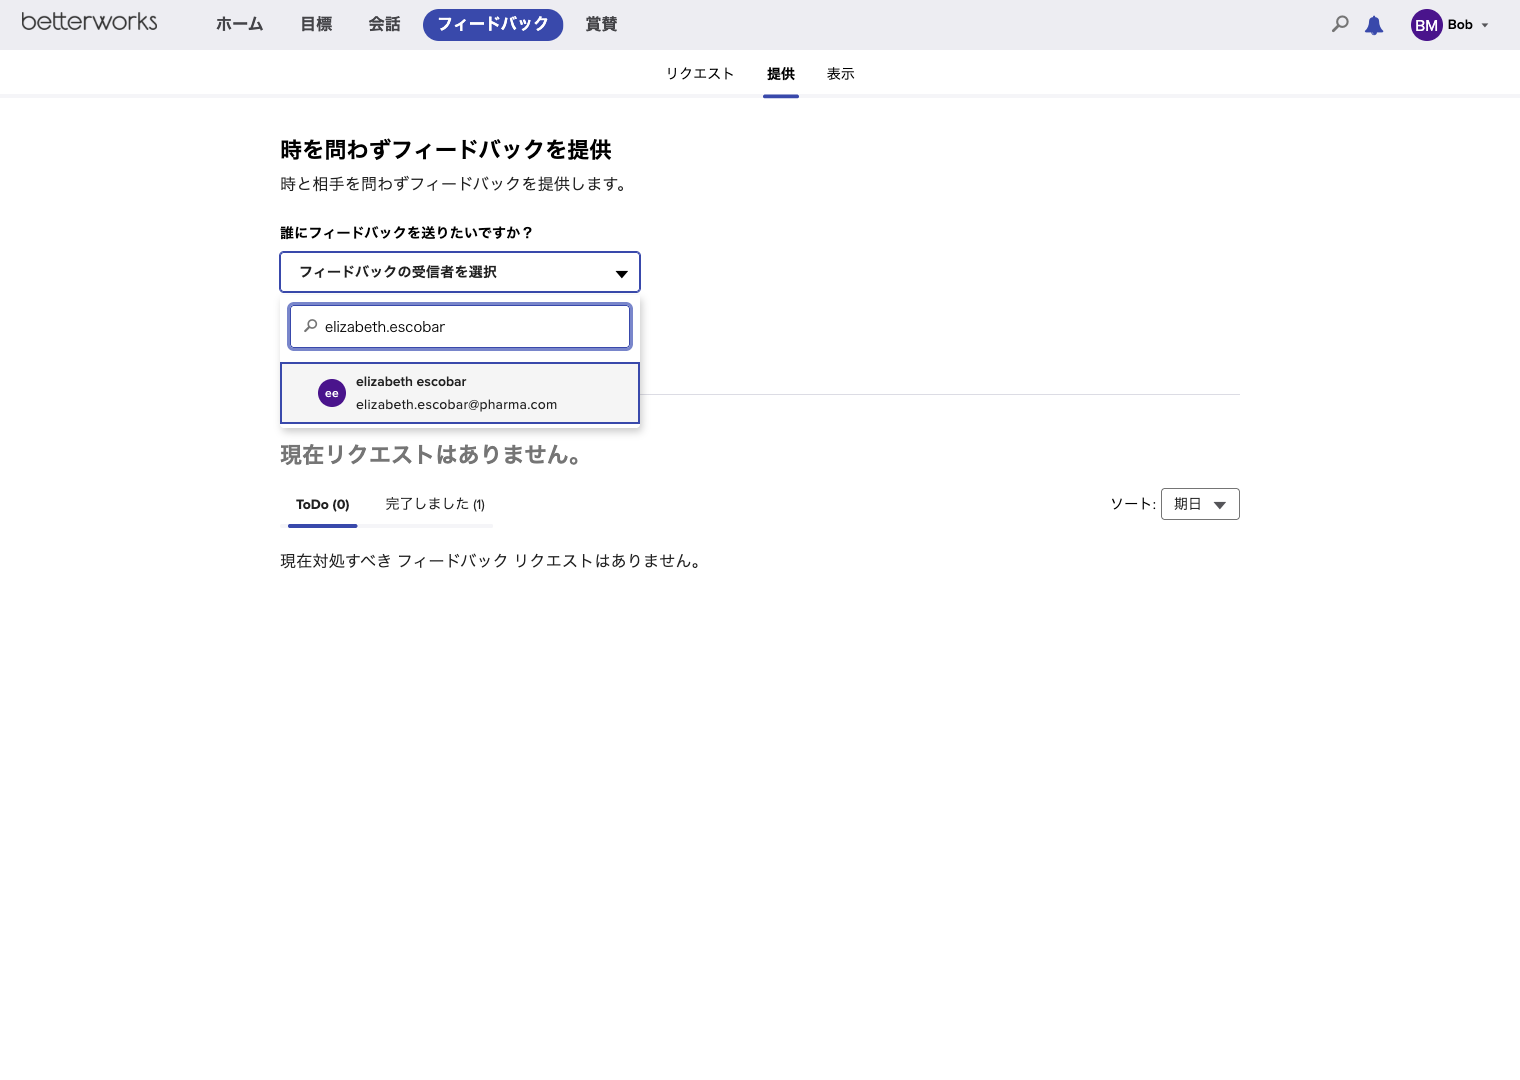 betterworks
ホーム
目標
会話
フィードバック
賞賛
BM
Bob
リクエスト
提供
表示
時を問わずフィードバックを提供
時と相手を問わずフィードバックを提供します。
誰にフィードバックを送りたいですか？
フィードバックの受信者を選択
elizabeth.escobar
ee
elizabeth escobar
elizabeth.escobar@pharma.com
現在リクエストはありません。
ToDo (0)
完了しました (1)
ソート:
期日
現在対処すべき フィードバック リクエストはありません。